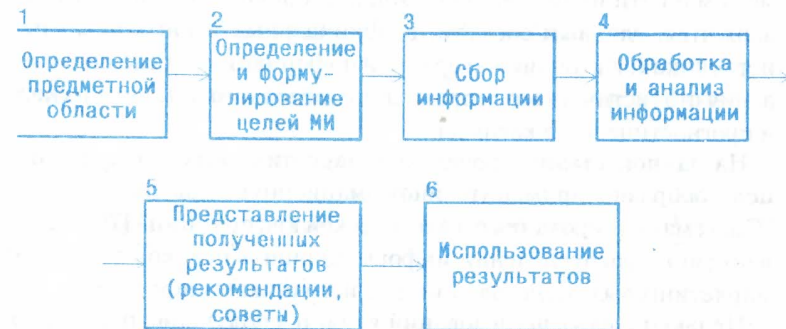 1
Определение
предметной
области
2
Определение
и форму-
лирование
целей МИ
3
Сбор
информации
4
Обработка
и анализ
информации
5
Представление
полученных
результатов
(рекомендации,
советы)
6
Использование
результатов